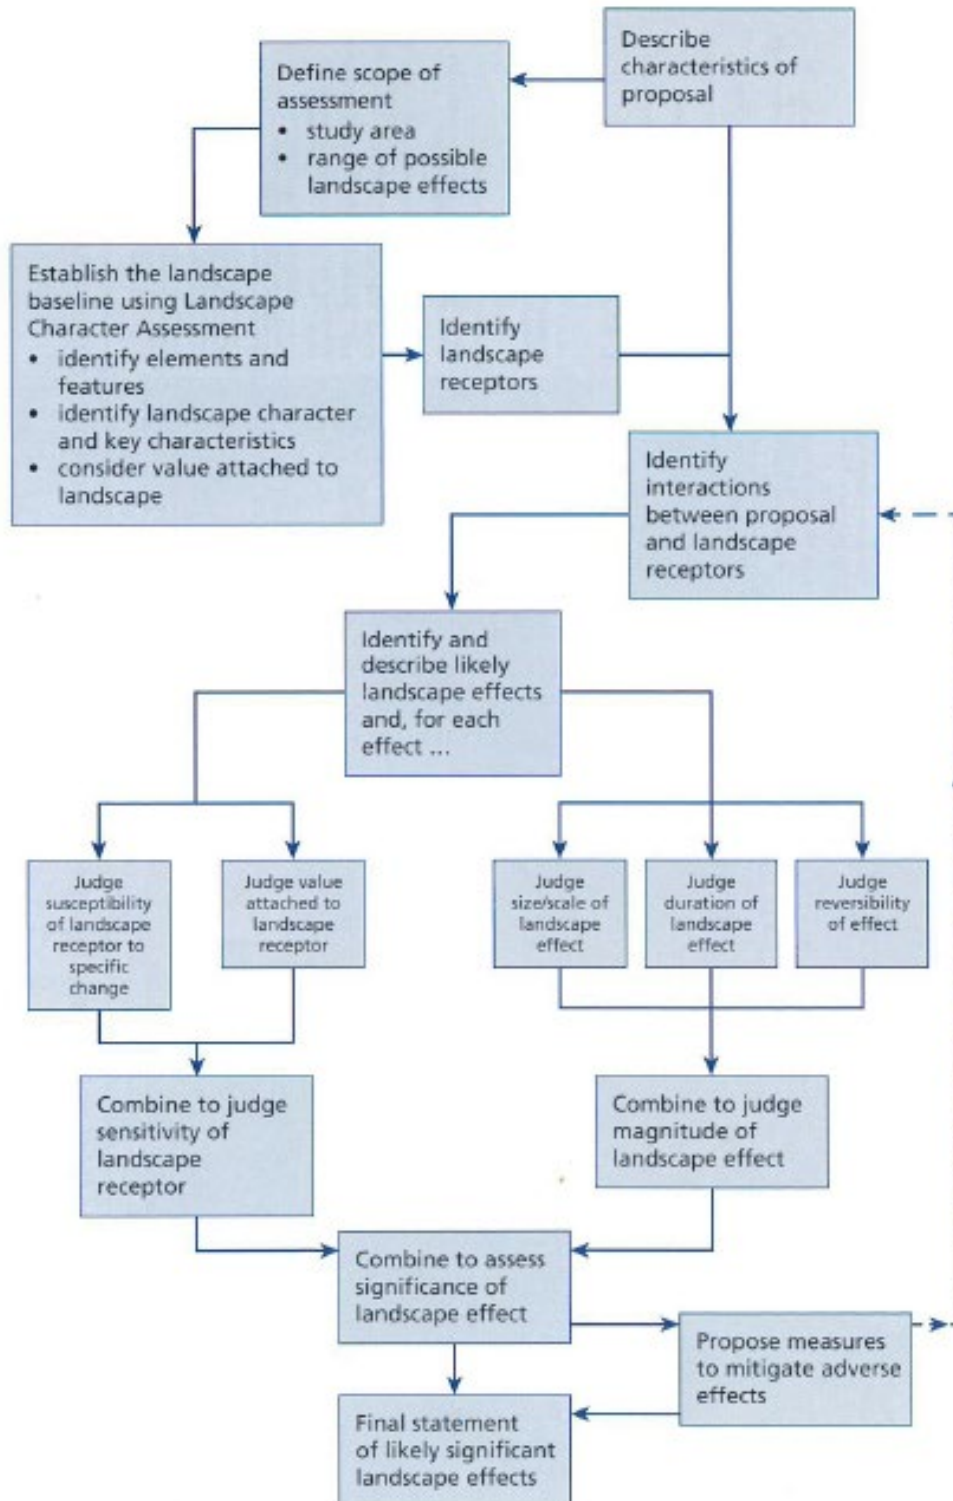 Describe
characteristics of
proposal
Define scope of
assessment
• study area
• range of possible
landscape effects
Establish the landscape
baseline using Landscape
Character Assessment
• identify elements and
features
• identify landscape character
and key characteristics
• consider value attached to
landscape
Identify
landscape
receptors
Identify
interactions
between proposal
and landscape
receptors
Identify and
describe likely
landscape effects
and, for each
effect ...
Judge
susceptibility
of landscape
receptor to
specific
change
Judge value
attached to
landscape
receptor
Judge
size/scale of
landscape
effect
Judge
duration of
landscape
effect
Judge
reversibility
of effect
Combine to judge
sensitivity of
landscape
receptor
Combine to judge
magnitude of
landscape effect
Combine to assess
significance of
landscape effect
Propose measures
to mitigate adverse
effects
Final statement
of likely significant
landscape effects